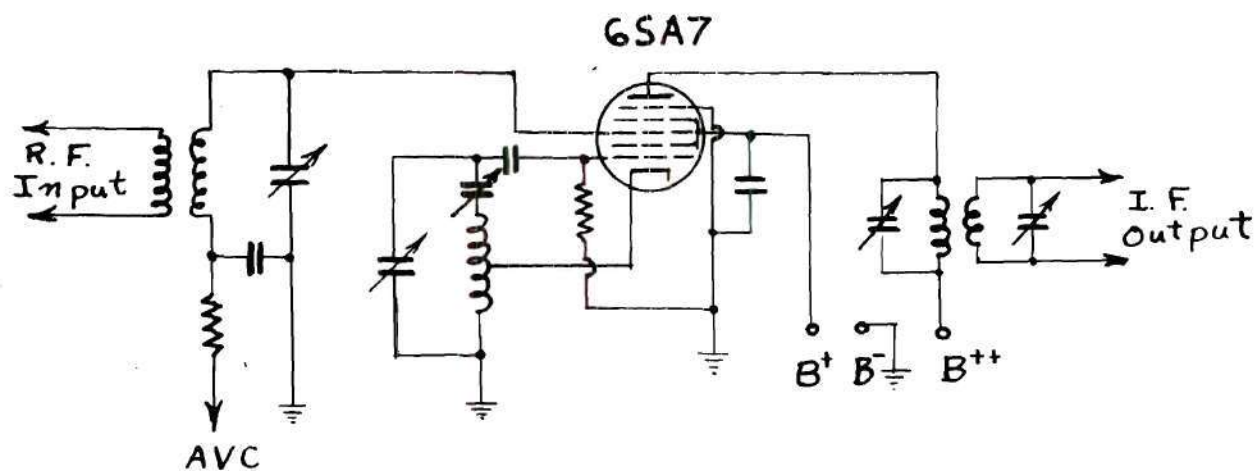 6SA7
R.F.
Input
I.F.
Output
B+
B-
B++
AVC